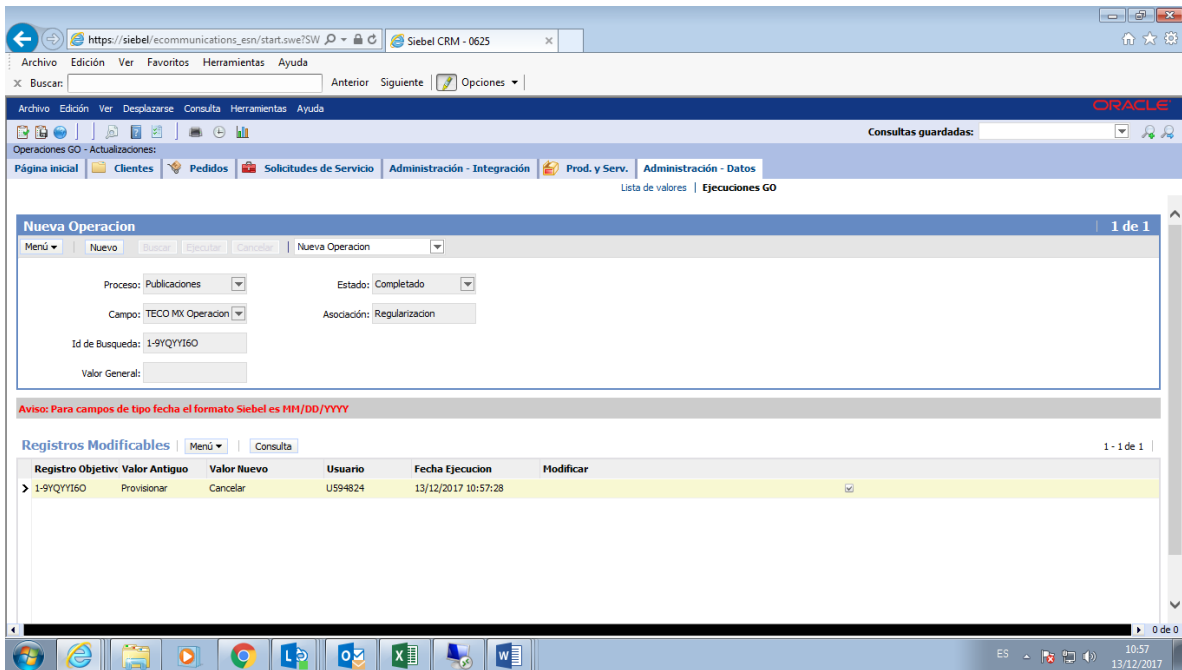 https://siebel/ecommunications_esn/start.swe?SW
Siebel CRM - 0625
Archivo Edición Ver Favoritos Herramientas Ayuda
Buscar: Anterior Siguiente Opciones
Archivo Edición Ver Desplazarse Consulta Herramientas Ayuda ORACLE
Consultas guardadas:
Operaciones GO - Actualizaciones:
Página inicial Clientes Pedidos Solicitudes de Servicio Administración - Integración Prod. y Serv. Administración - Datos
Lista de valores | Ejecuciones GO
Nueva Operacion 1 de 1
Menú Nuevo Buscar Ejecutar Cancelar Nueva Operacion
Proceso: Publicaciones Estado: Completado
Campo: TECO MX Operacion Asociación: Regularizacion
Id de Busqueda: 1-9YQYYI6O
Valor General:
Aviso: Para campos de tipo fecha el formato Siebel es MM/DD/YYYY
Registros Modificables Menú Consulta 1 - 1 de 1
Registro Objetivo Valor Antiguo Valor Nuevo Usuario Fecha Ejecucion Modificar
1-9YQYYI6O Provisionar Cancelar U594824 13/12/2017 10:57:28
0 de 0
ES 10:57
13/12/2017